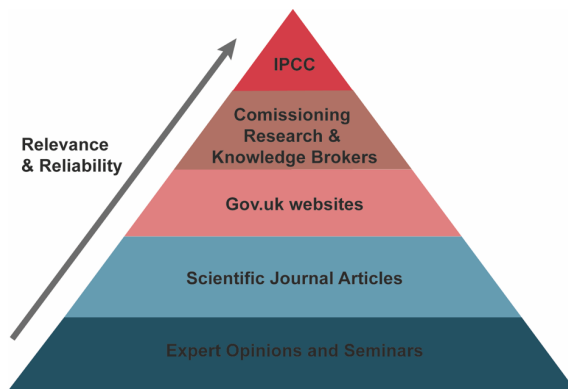 IPCC
Comissioning
Research &
Knowledge Brokers
Relevance
& Reliability
Gov.uk websites
Scientific Journal Articles
Expert Opinions and Seminars